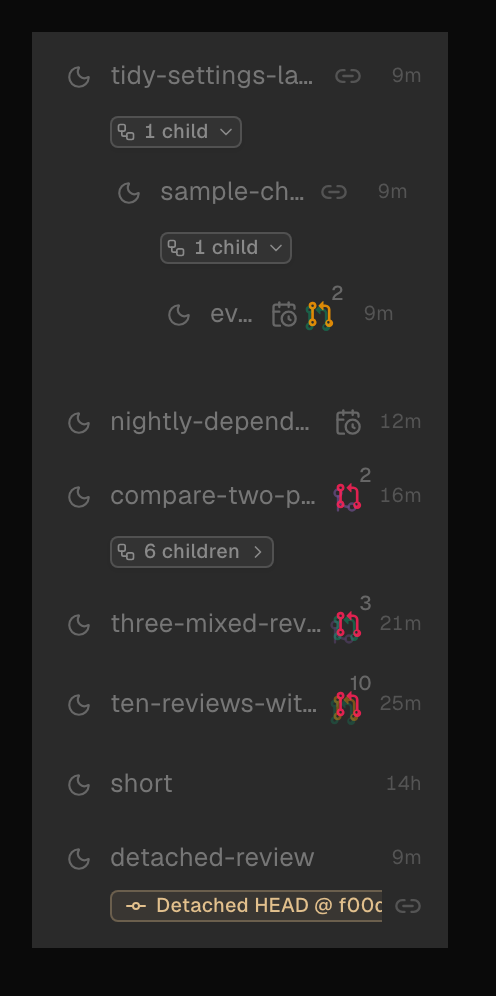 tidy-settings-la… 9m
1 child
sample-ch… 9m
1 child
ev… 2 9m
nightly-depend… 12m
compare-two-p… 2 16m
6 children
three-mixed-rev… 3 21m
ten-reviews-wit… 10 25m
short 14h
detached-review 9m
Detached HEAD @ f00c